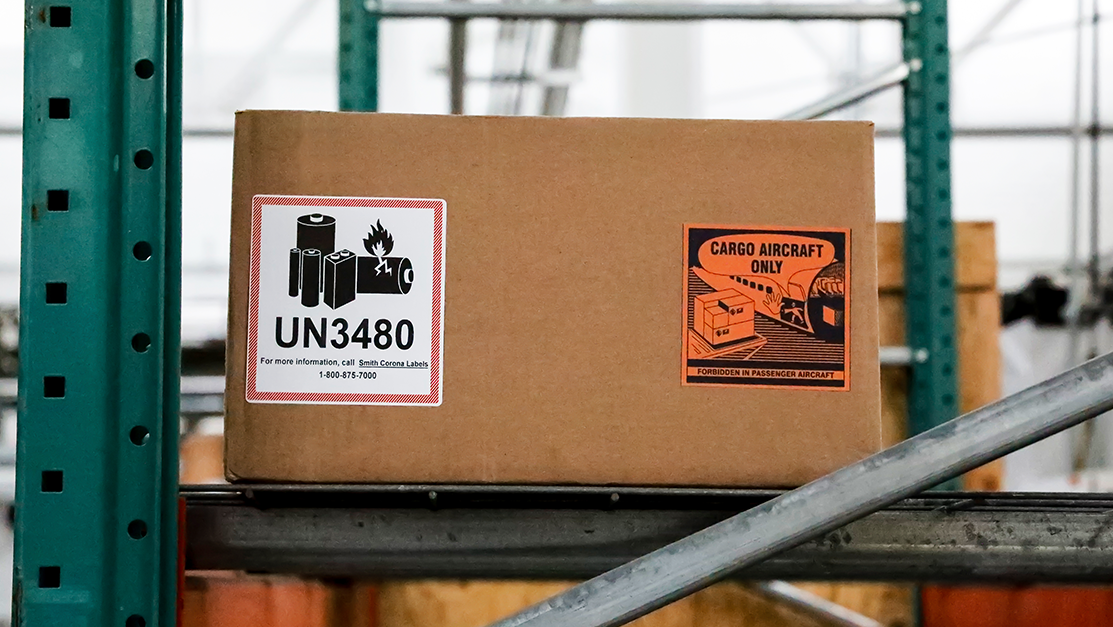 UN3480
For more information, call Smith Corona Labels
1-800-875-7000
CARGO AIRCRAFT
ONLY
FORBIDDEN IN PASSENGER AIRCRAFT